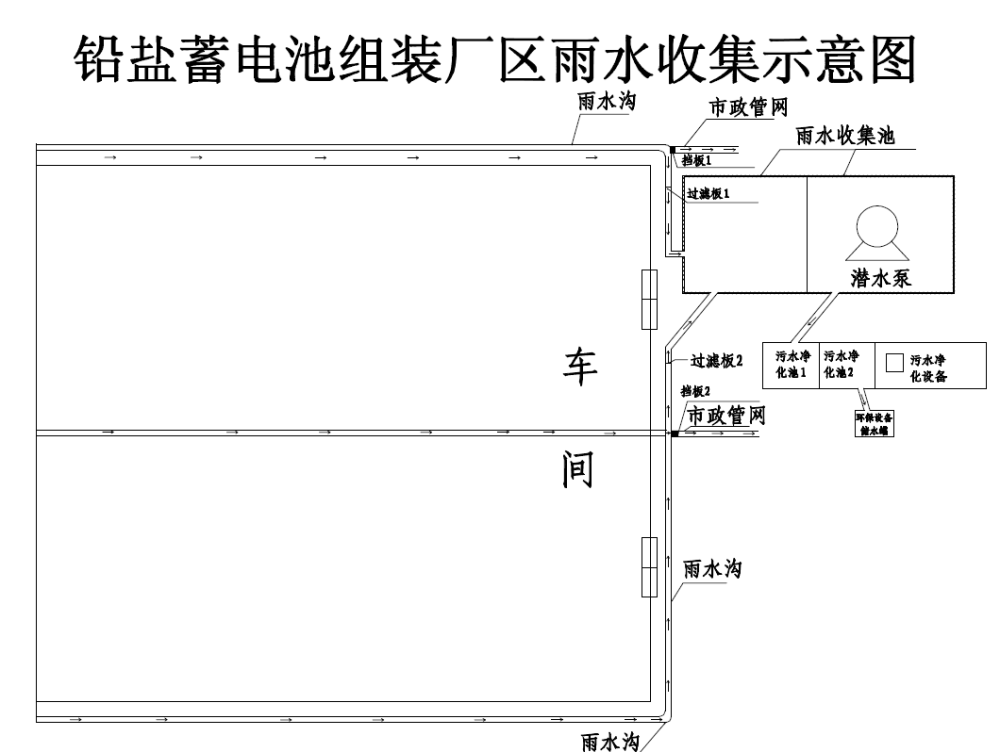 铅盐蓄电池组装厂区雨水收集示意图
雨水沟
市政管网
雨水收集池
挡板1
过滤板1
潜水泵
车
间
过滤板2
污水净
化池1
污水净
化池2
污水净
化设备
挡板2
市政管网
环保设备
储水罐
雨水沟
雨水沟